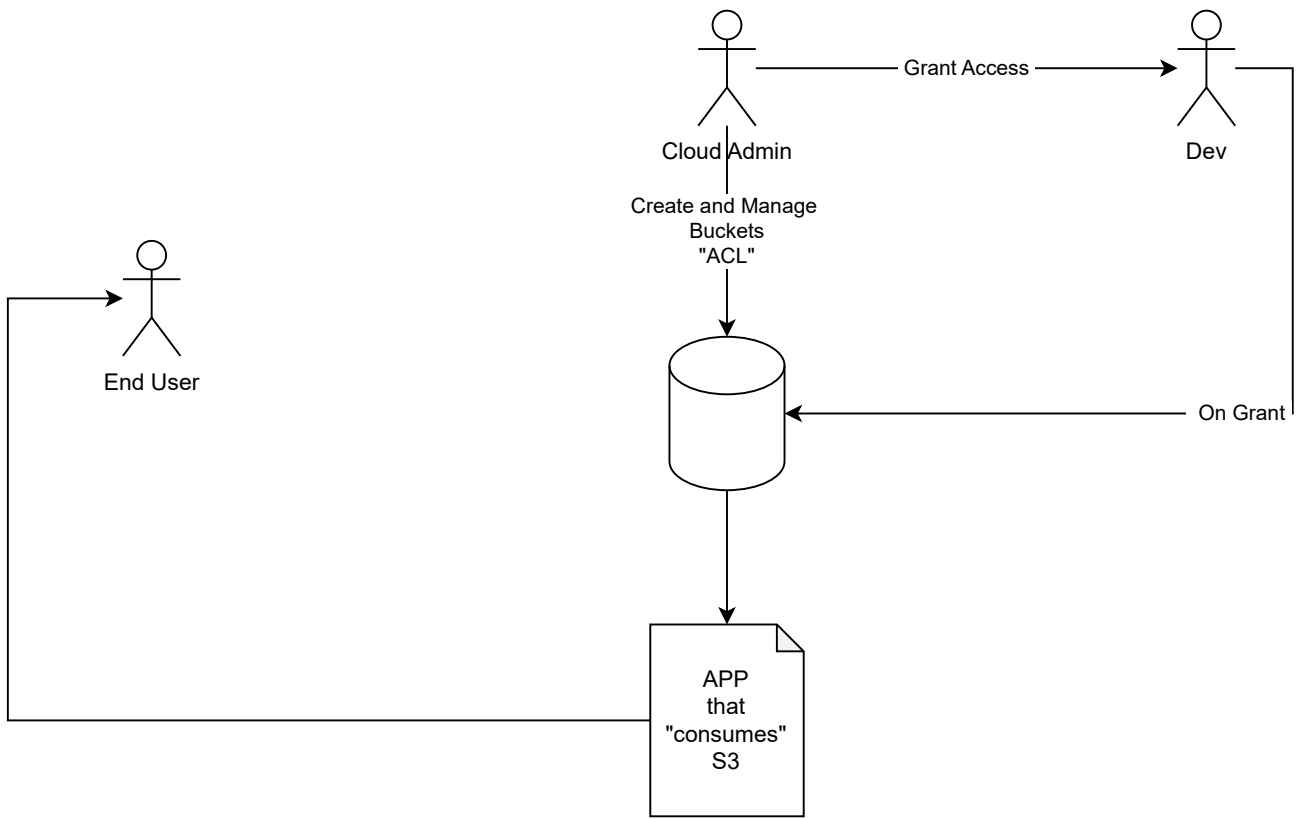 Grant Access
Cloud Admin
Dev
Create and Manage
Buckets
"ACL"
End User
On Grant
APP
that
"consumes"
S3